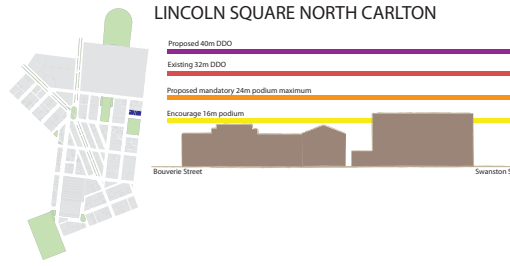 LINCOLN SQUARE NORTH CARLTON
Proposed 40m DDO
Existing 32m DDO
Proposed mandatory 24m podium maximum
Encourage 16m podium
Bouverie Street
Swanston S